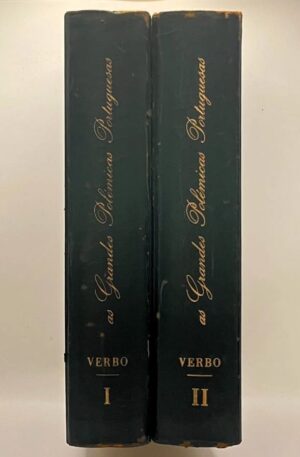 as Grandes Polémicas Portuguesas
VERBO
I
as Grandes Polémicas Portuguesas
VERBO
II